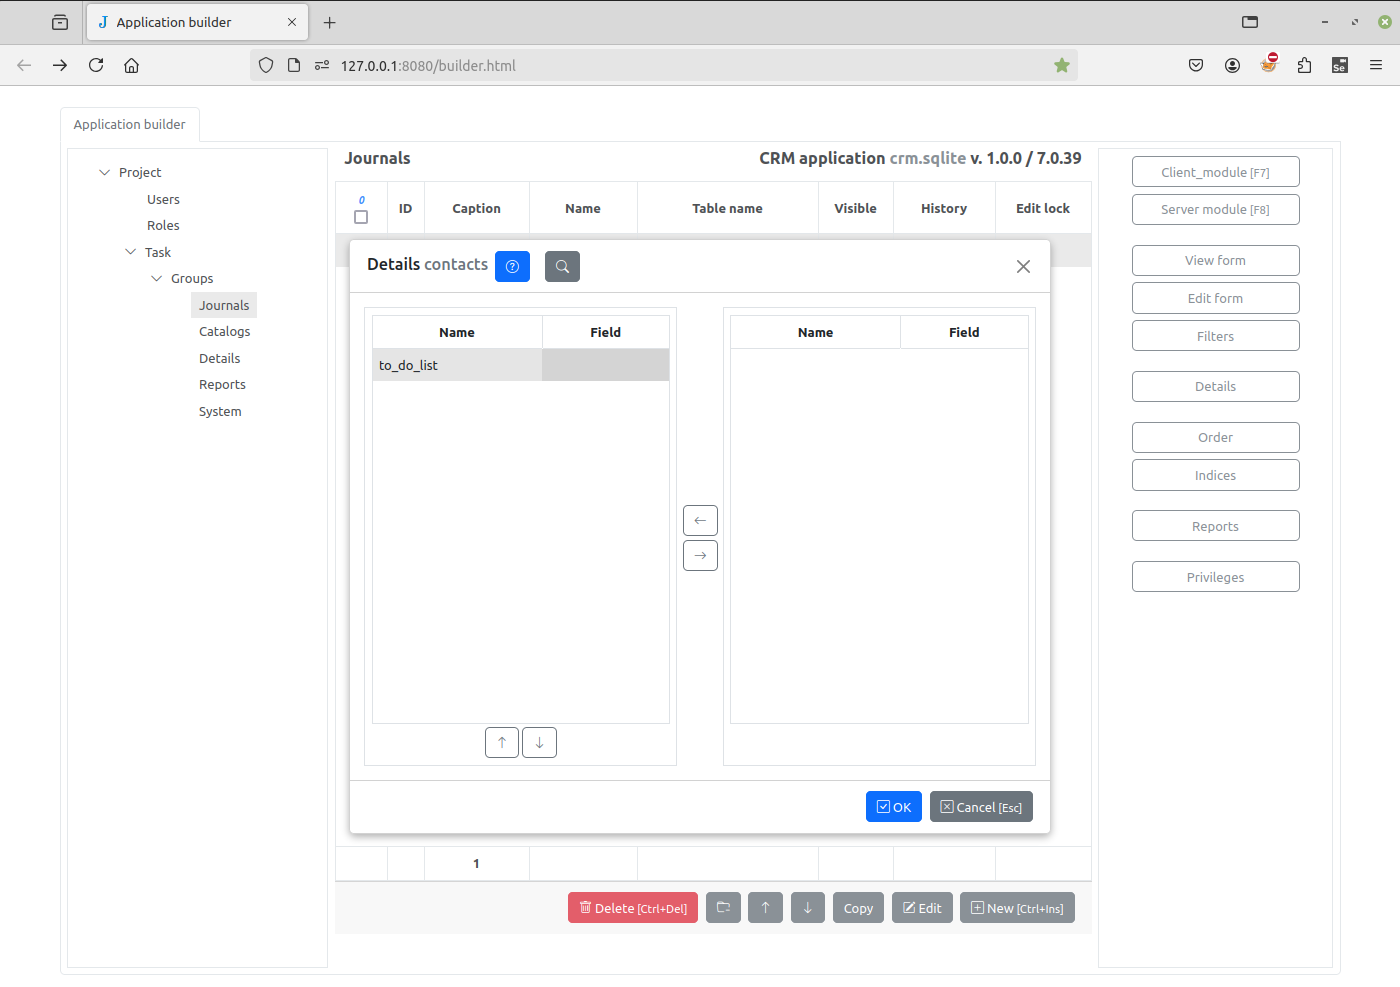 Application builder
127.0.0.1:8080/builder.html
Se
Application builder
Project
Users
Roles
Task
Groups
Journals
Catalogs
Details
Reports
System
Journals
CRM application crm.sqlite v. 1.0.0 / 7.0.39
0
ID Caption Name Table name Visible History Edit lock
Details contacts
Name Field
to_do_list
Name Field
OK
Cancel [Esc]
1
Delete [Ctrl+Del]
Copy
Edit
New [Ctrl+Ins]
Client_module [F7]
Server module [F8]
View form
Edit form
Filters
Details
Order
Indices
Reports
Privileges